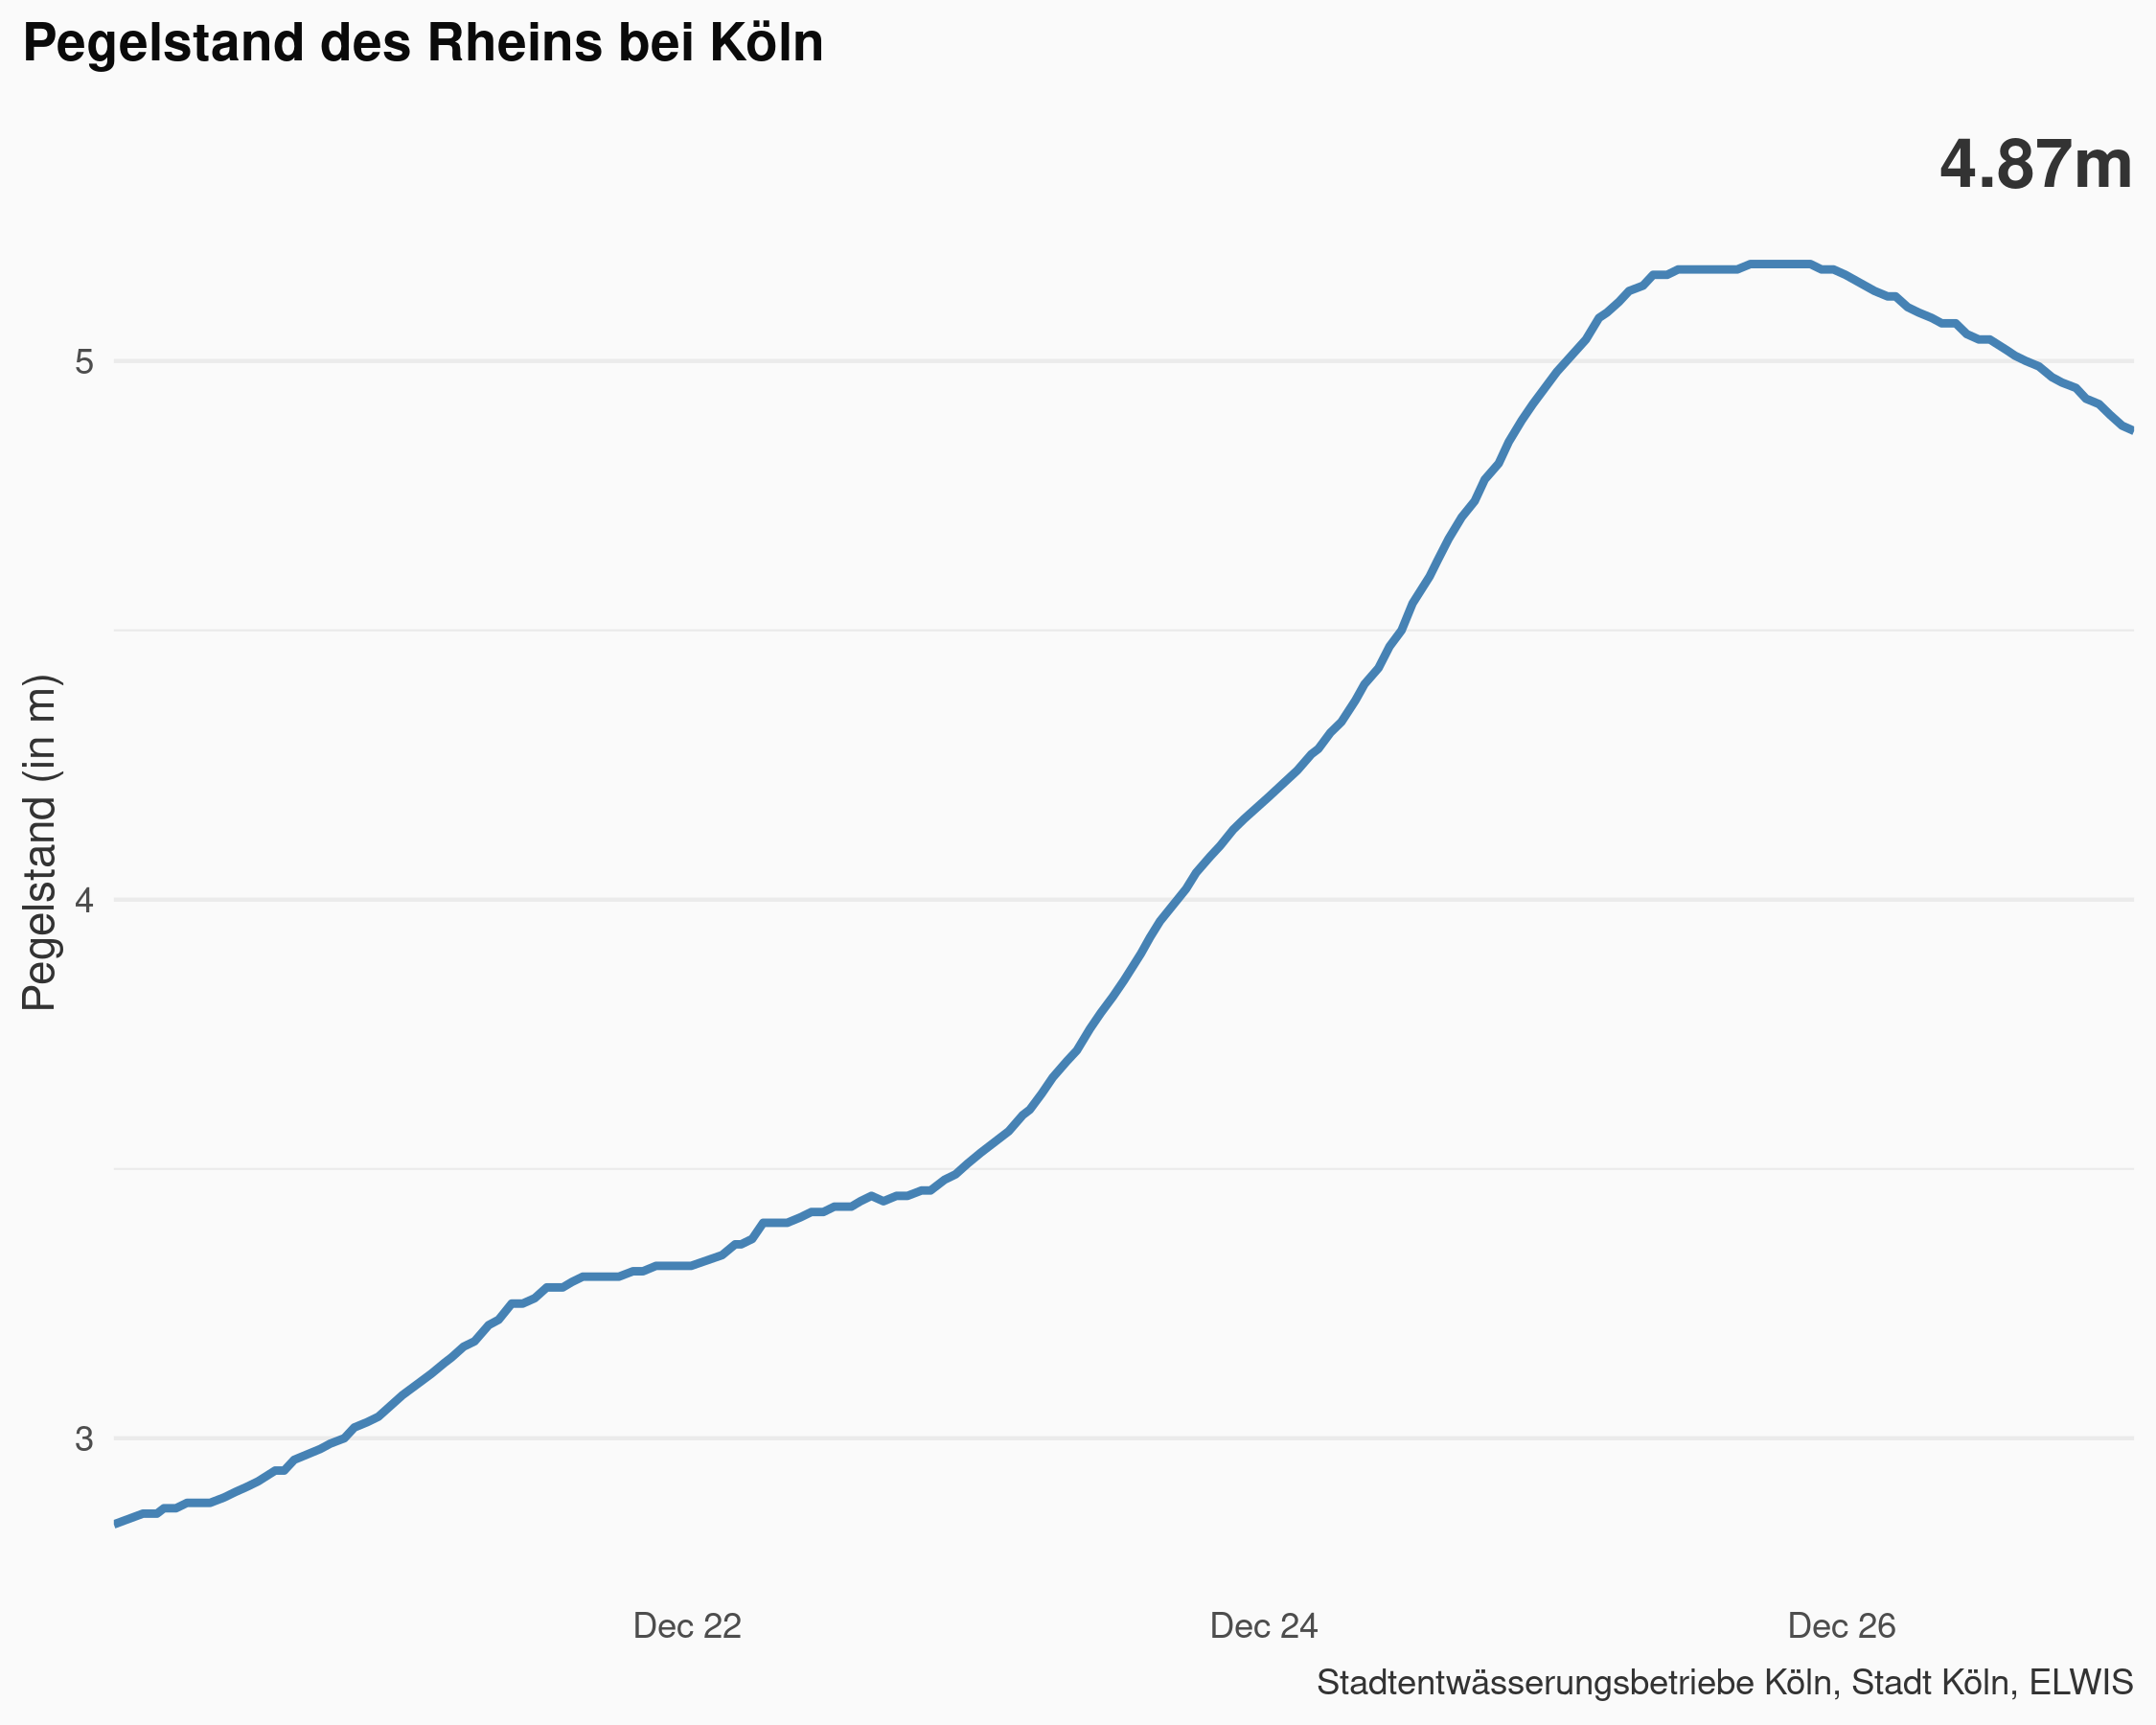 Pegelstand des Rheins bei Köln
4.87m
Pegelstand (in m)
5
4
3
Dec 22
Dec 24
Dec 26
Stadtentwässerungsbetriebe Köln, Stadt Köln, ELWIS